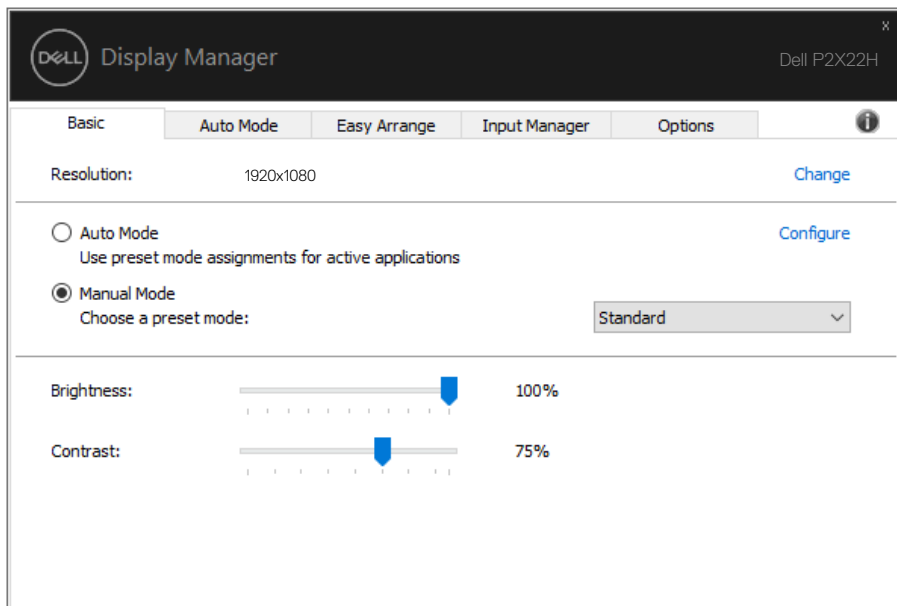 x
DELL Display Manager
Dell P2X22H
Basic Auto Mode Easy Arrange Input Manager Options i
Resolution: 1920x1080 Change
Auto Mode Configure
Use preset mode assignments for active applications
Manual Mode
Choose a preset mode: Standard
Brightness: 100%
Contrast: 75%